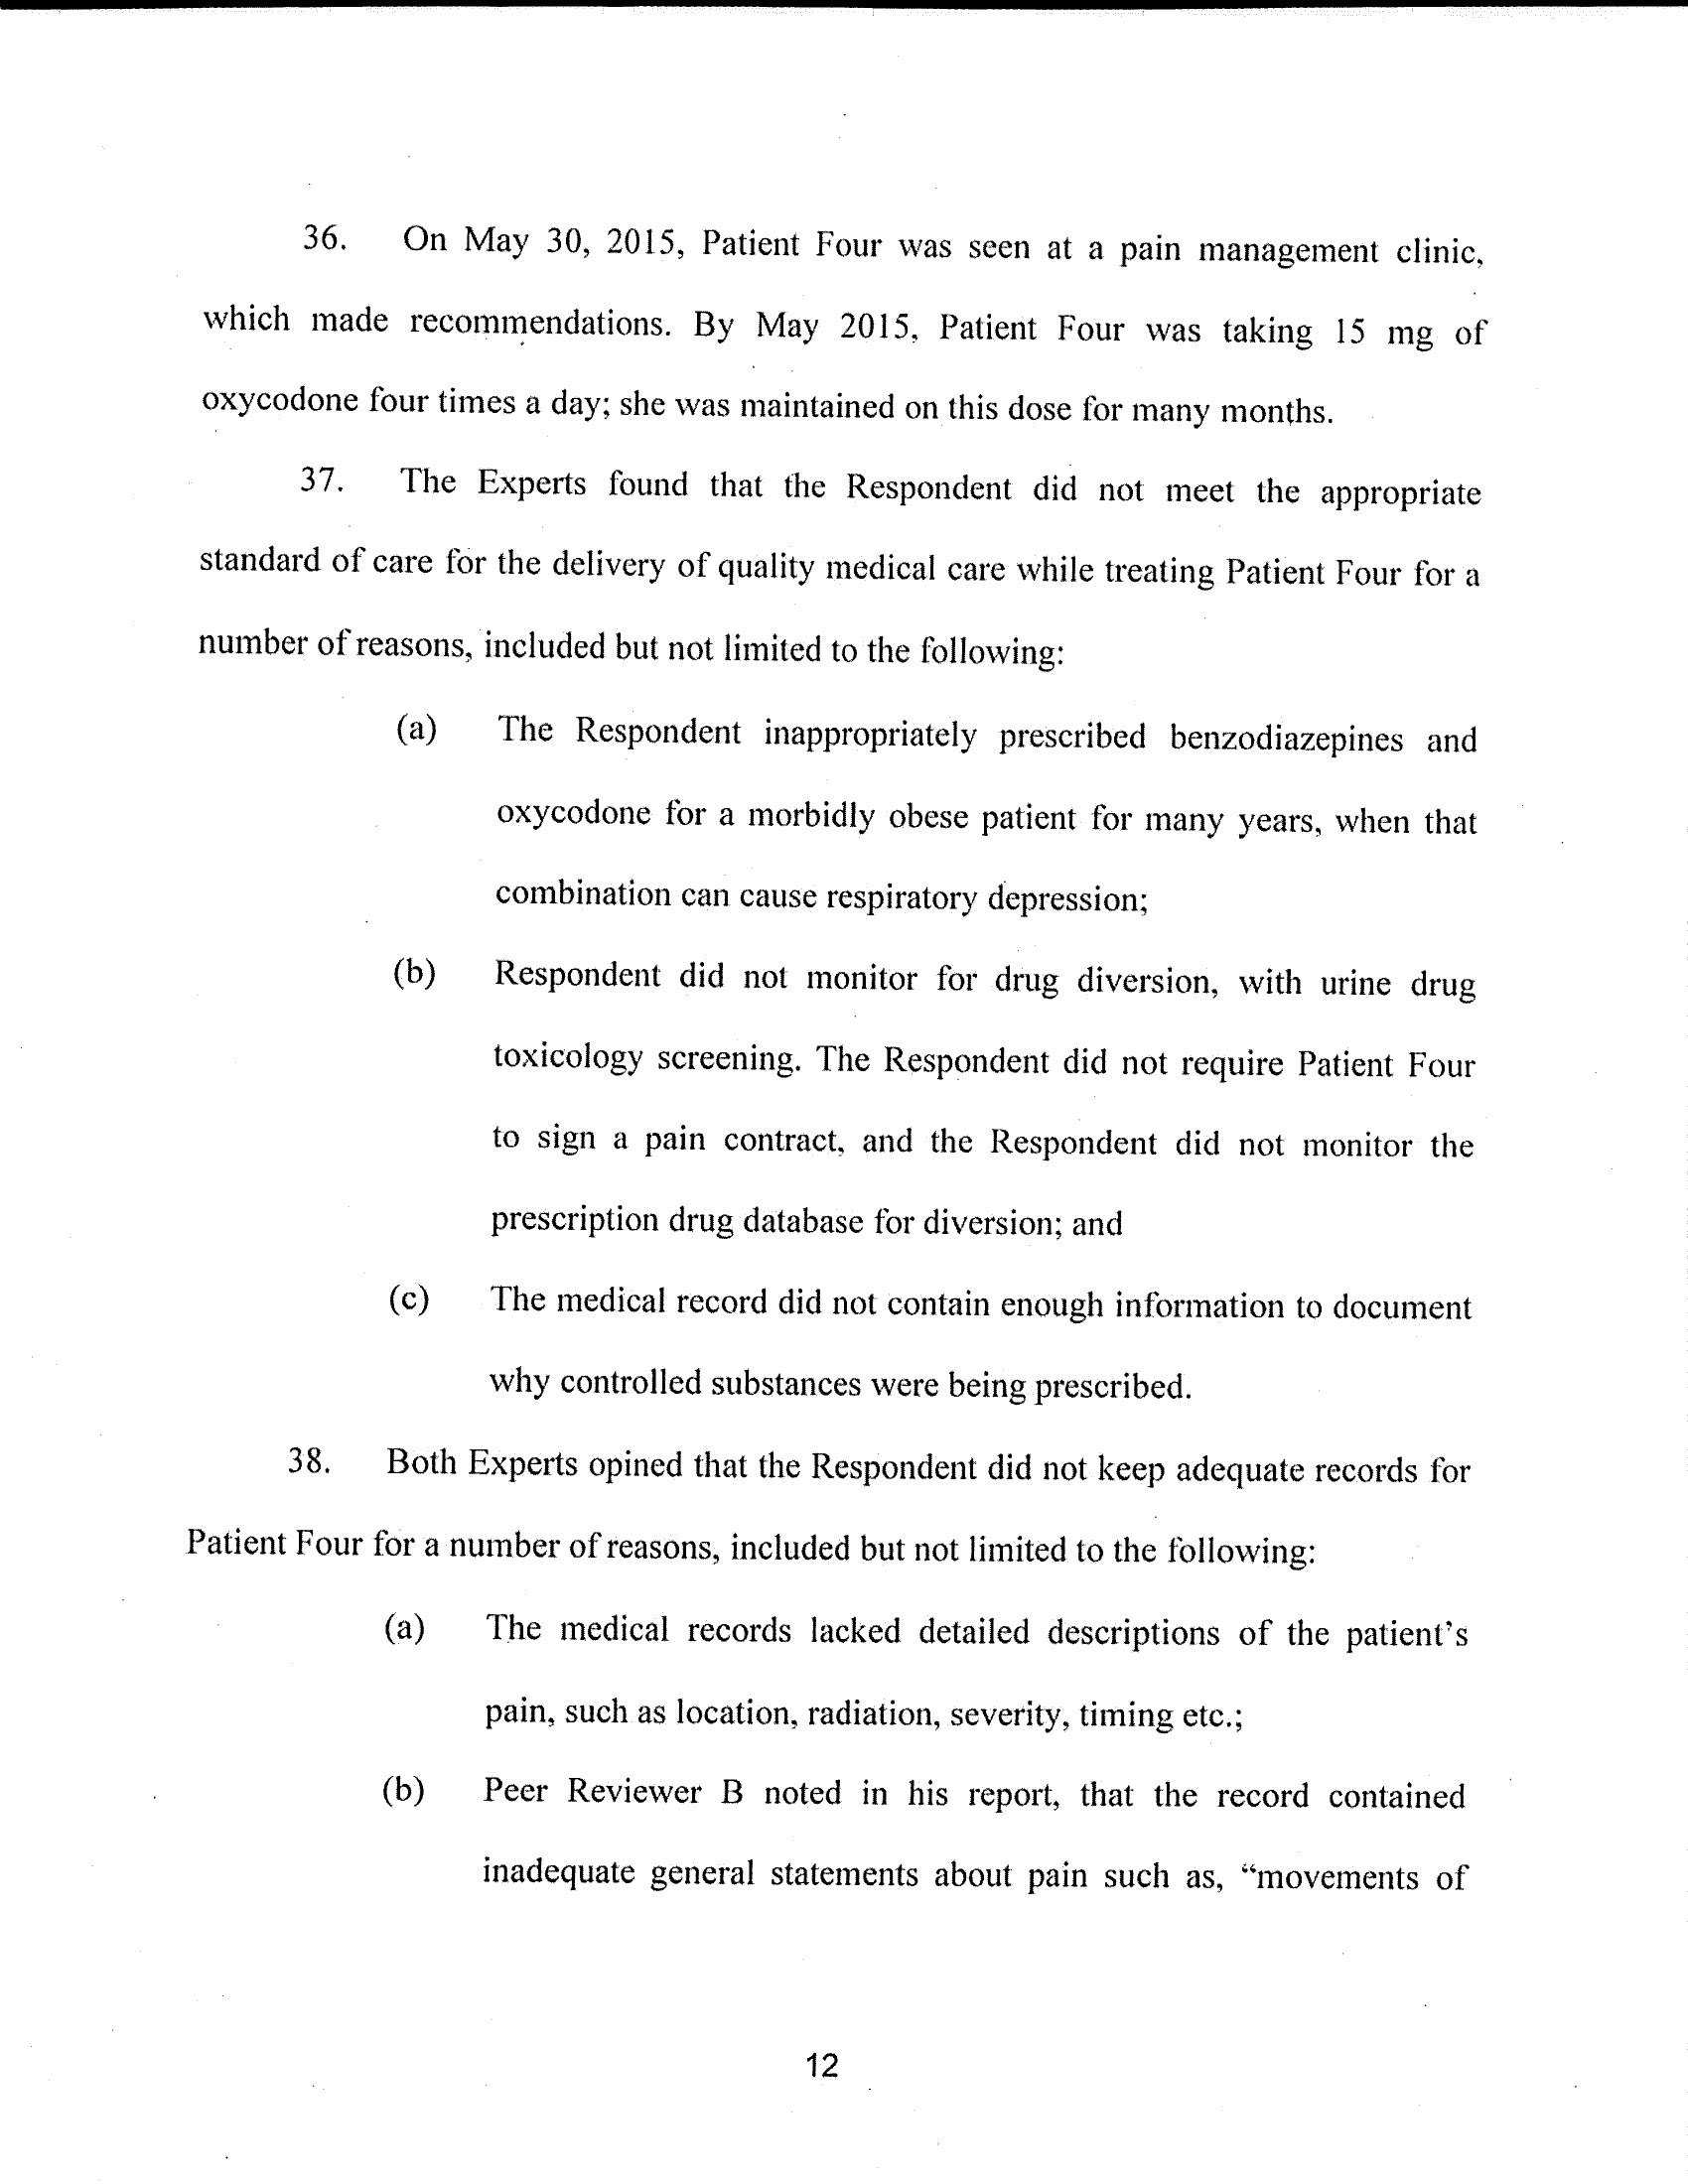 36. On May 30, 2015, Patient Four was seen at a pain management clinic,
which made recommendations. By May 2015, Patient Four was taking 15 mg of
oxycodone four times a day; she was maintained on this dose for many months.
37. The Experts found that the Respondent did not meet the appropriate
standard of care for the delivery of quality medical care while treating Patient Four for a
number of reasons, included but not limited to the following:
(a) The Respondent inappropriately prescribed benzodiazepines and
oxycodone for a morbidly obese patient for many years, when that
combination can cause respiratory depression;
(b) Respondent did not monitor for drug diversion, with urine drug
toxicology screening. The Respondent did not require Patient Four
to sign a pain contract, and the Respondent did not monitor the
prescription drug database for diversion; and
(c) The medical record did not contain enough information to document
why controlled substances were being prescribed.
38. Both Experts opined that the Respondent did not keep adequate records for
Patient Four for a number of reasons, included but not limited to the following:
(a) The medical records lacked detailed descriptions of the patient's
pain, such as location, radiation, severity, timing etc.;
(b) Peer Reviewer B noted in his report, that the record contained
inadequate general statements about pain such as, “movements of
12